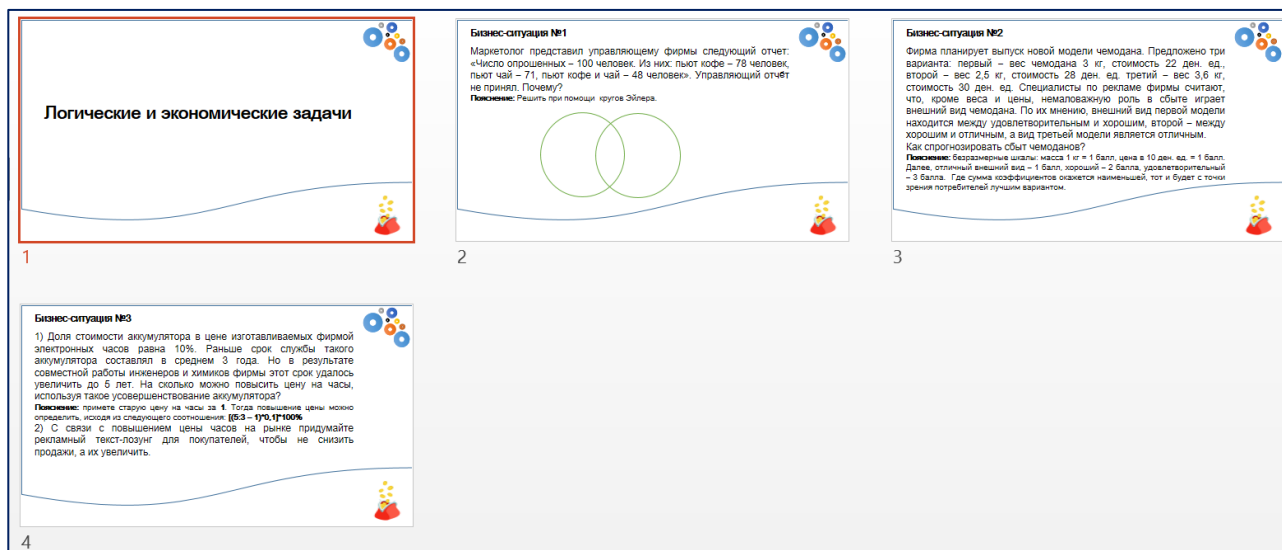 Логические и экономические задачи
1
Бизнес-ситуация №1
Маркетолог представил управляющему фирмы следующий отчет:
«Число опрошенных – 100 человек. Из них: пьют кофе – 78 человек,
пьют чай – 71, пьют кофе и чай – 48 человек». Управляющий отчёт
не принял. Почему?
Пояснение: Решить при помощи кругов Эйлера.
2
Бизнес-ситуация №2
Фирма планирует выпуск новой модели чемодана. Предложено три
варианта: первый – вес чемодана 3 кг, стоимость 22 ден. ед.,
второй – вес 2,5 кг, стоимость 28 ден. ед. третий – вес 3,6 кг,
стоимость 30 ден. ед. Специалисты по рекламе фирмы считают,
что, кроме веса и цены, немаловажную роль в сбыте играет
внешний вид чемодана. По их мнению, внешний вид первой модели
находится между удовлетворительным и хорошим, второй – между
хорошим и отличным, а вид третьей модели является отличным.
Как спрогнозировать сбыт чемоданов?
Пояснение: безразмерные шкалы: масса 1 кг = 1 балл, цена в 10 ден. ед. = 1 балл.
Далее, отличный внешний вид – 1 балл, хороший – 2 балла, удовлетворительный
– 3 балла. Где сумма коэффициентов окажется наименьшей, тот и будет с точки
зрения потребителей лучшим вариантом.
3
Бизнес-ситуация №3
1) Доля стоимости аккумулятора в цене изготавливаемых фирмой
электронных часов равна 10%. Раньше срок службы такого
аккумулятора составлял в среднем 3 года. Но в результате
совместной работы инженеров и химиков фирмы этот срок удалось
увеличить до 5 лет. На сколько можно повысить цену на часы,
используя такое усовершенствование аккумулятора?
Пояснение: примете старую цену на часы за 1. Тогда повышение цены можно
определить, исходя из следующего соотношения: [(5:3 – 1)*0,1]*100%
2) С связи с повышением цены часов на рынке придумайте
рекламный текст-лозунг для покупателей, чтобы не снизить
продажи, а их увеличить.
4